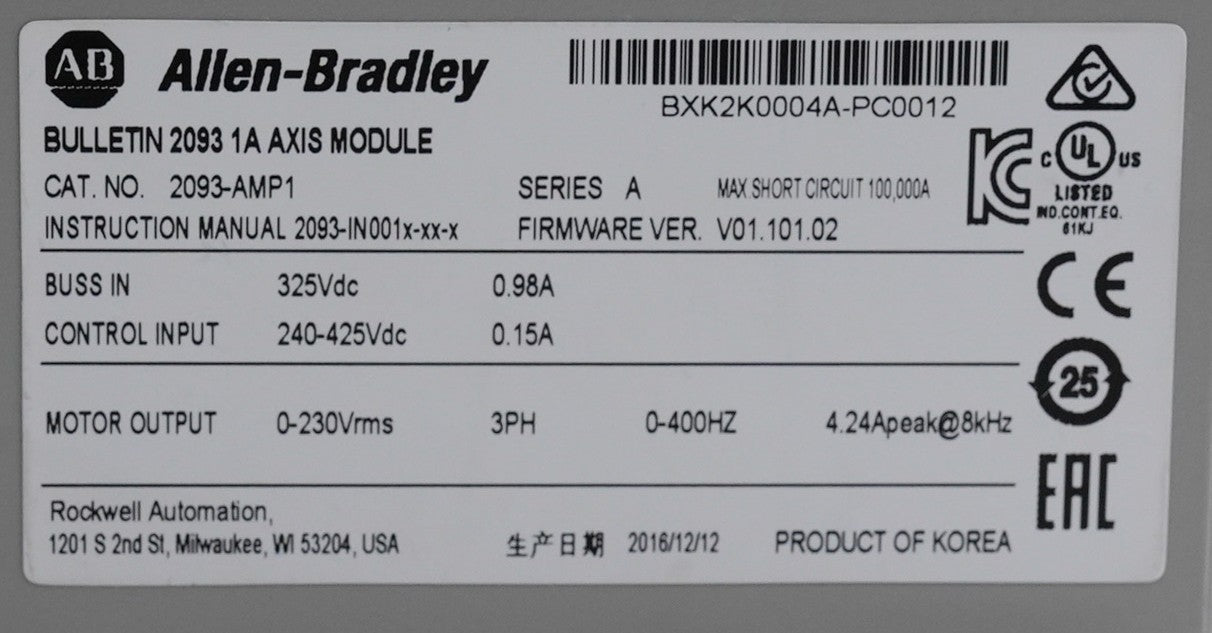 AB Allen-Bradley
BXK2K0004A-PC0012
BULLETIN 2093 1A AXIS MODULE
CAT. NO. 2093-AMP1 SERIES A MAX SHORT CIRCUIT 100,000A
INSTRUCTION MANUAL 2093-IN001x-xx-x FIRMWARE VER. V01.101.02
C UL US
LISTED
IND.CONT.EQ.
61KJ
BUSS IN 325Vdc 0.98A
CONTROL INPUT 240-425Vdc 0.15A
CE
25
MOTOR OUTPUT 0-230Vrms 3PH 0-400HZ 4.24Apeak@8kHz
EAC
Rockwell Automation,
1201 S 2nd St, Milwaukee, WI 53204, USA 生产日期 2016/12/12 PRODUCT OF KOREA